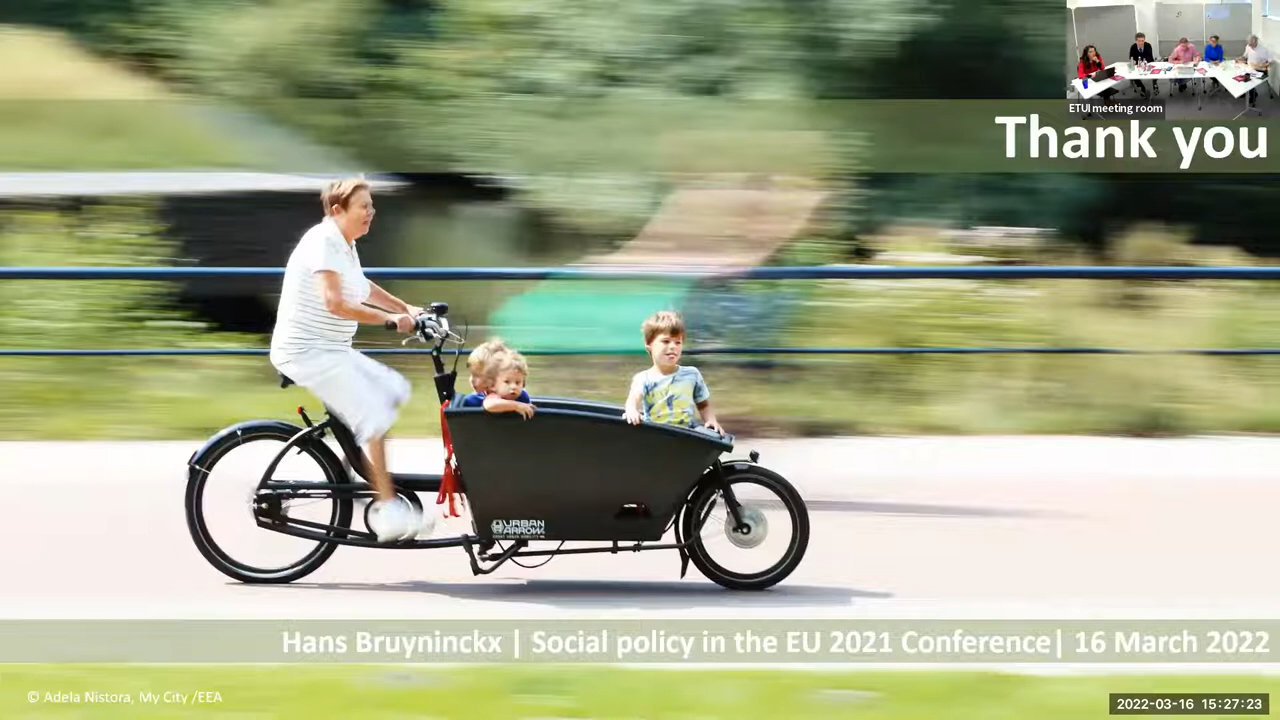 ETUI meeting room
Thank you
URBAN
ARROW
Hans Bruyninckx | Social policy in the EU 2021 Conference| 16 March 2022
© Adela Nistora, My City /EEA
2022-03-16 15:27:23